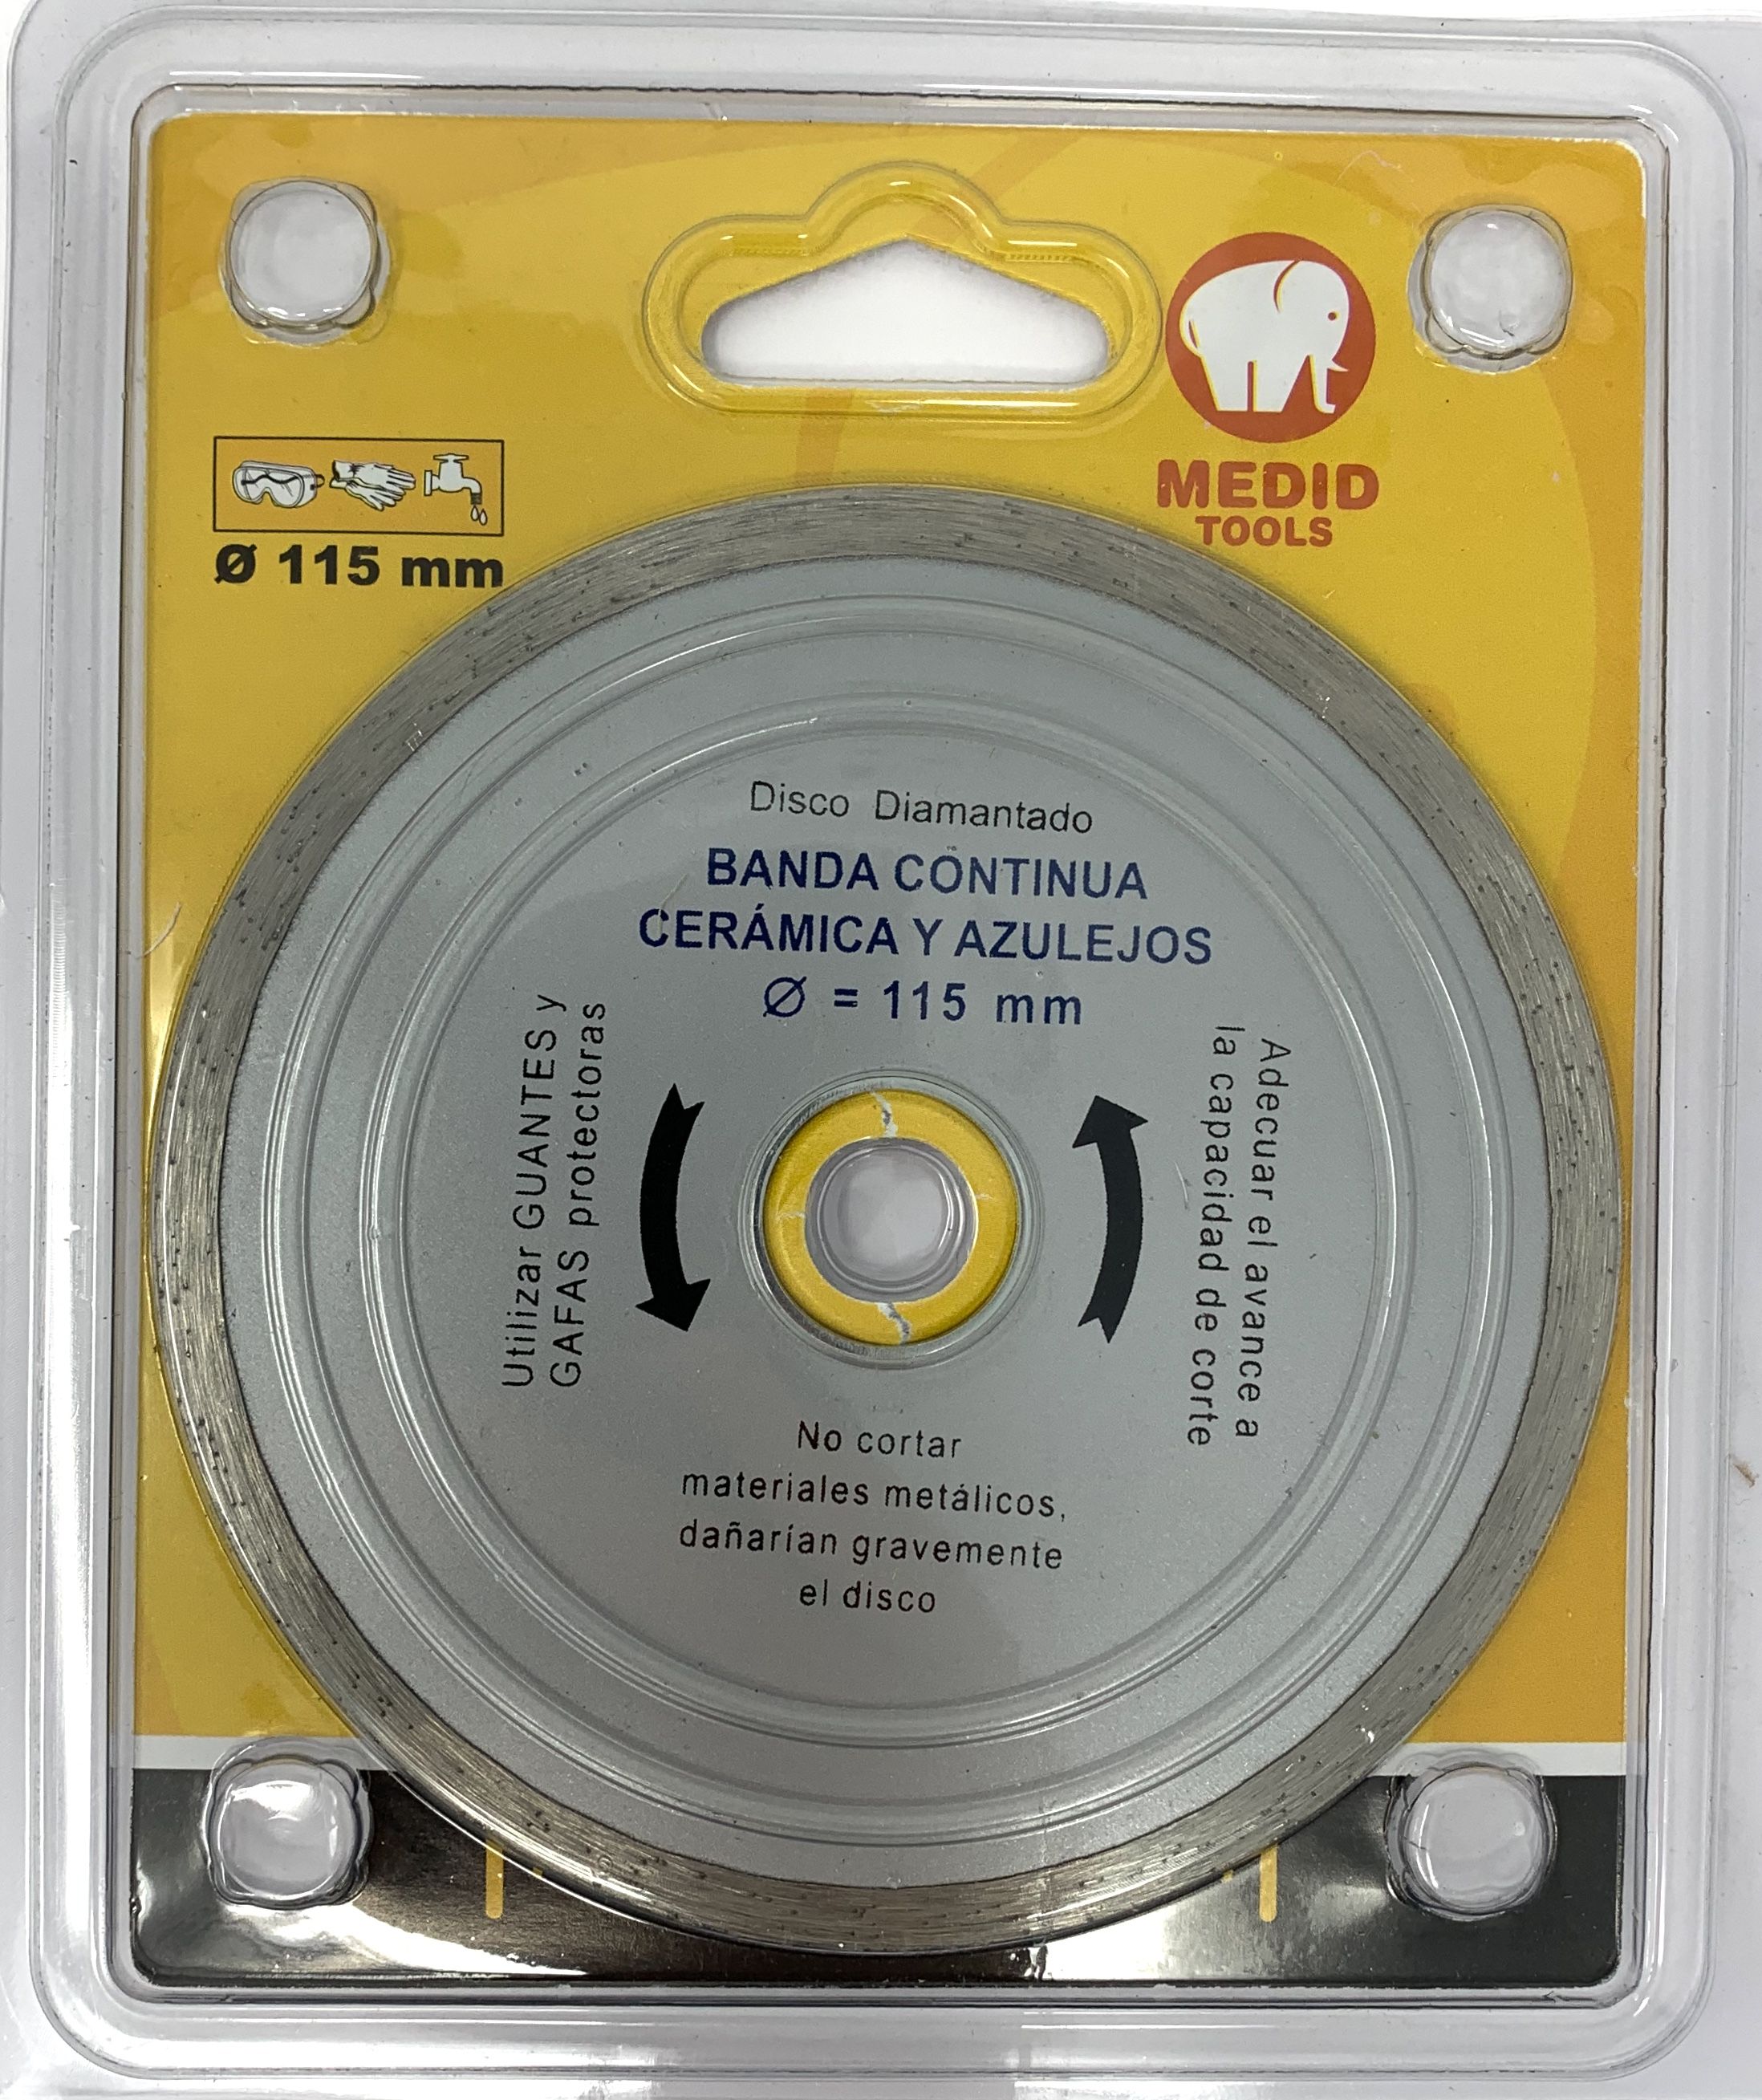 MEDID
TOOLS
Ø 115 mm
Disco Diamantado
BANDA CONTINUA
CERÁMICA Y AZULEJOS
Ø = 115 mm
Utilizar GUANTES y
GAFAS protectoras
Adecuar el avance a
la capacidad de corte
No cortar
materiales metálicos,
dañarían gravemente
el disco